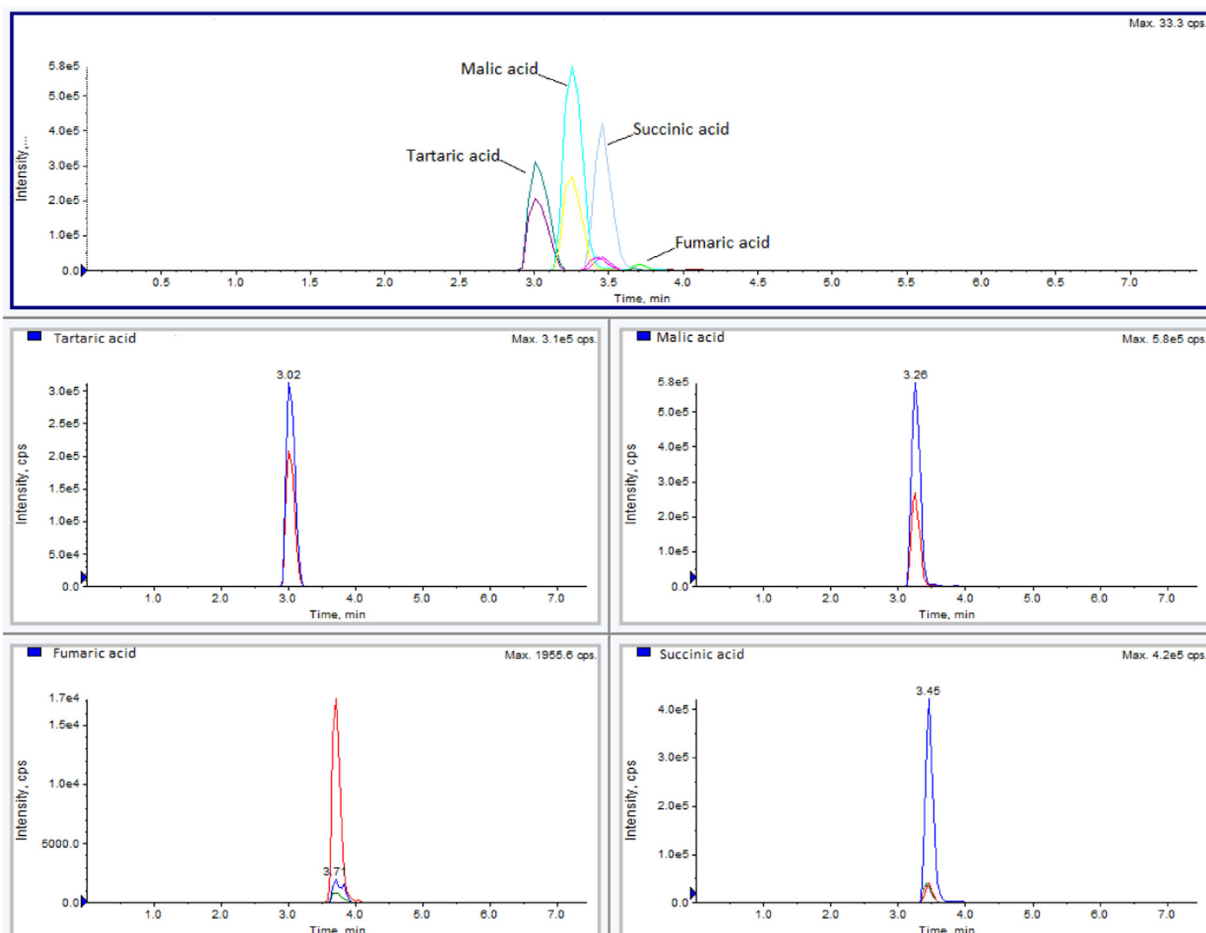 Max. 33.3 cps.
Intensity,...
5.8e5
5.0e5
4.0e5
3.0e5
2.0e5
1.0e5
0.0
Malic acid
Succinic acid
Tartaric acid
Fumaric acid
0.5 1.0 1.5 2.0 2.5 3.0 3.5 4.0 4.5 5.0 5.5 6.0 6.5 7.0
Time, min
Tartaric acid Max. 3.1e5 cps.
3.02
Intensity, cps
3.0e5
2.5e5
2.0e5
1.5e5
1.0e5
5.0e4
0.0
1.0 2.0 3.0 4.0 5.0 6.0 7.0
Time, min
Malic acid Max. 5.8e5 cps.
3.26
Intensity, cps
5.8e5
5.0e5
4.0e5
3.0e5
2.0e5
1.0e5
0.0
1.0 2.0 3.0 4.0 5.0 6.0 7.0
Time, min
Fumaric acid Max. 1955.6 cps.
Intensity, cps
1.7e4
1.5e4
1.0e4
5000.0
0.0
3.71
1.0 2.0 3.0 4.0 5.0 6.0 7.0
Time, min
Succinic acid Max. 4.2e5 cps.
3.45
Intensity, cps
4.0e5
3.0e5
2.0e5
1.0e5
0.0
1.0 2.0 3.0 4.0 5.0 6.0 7.0
Time, min